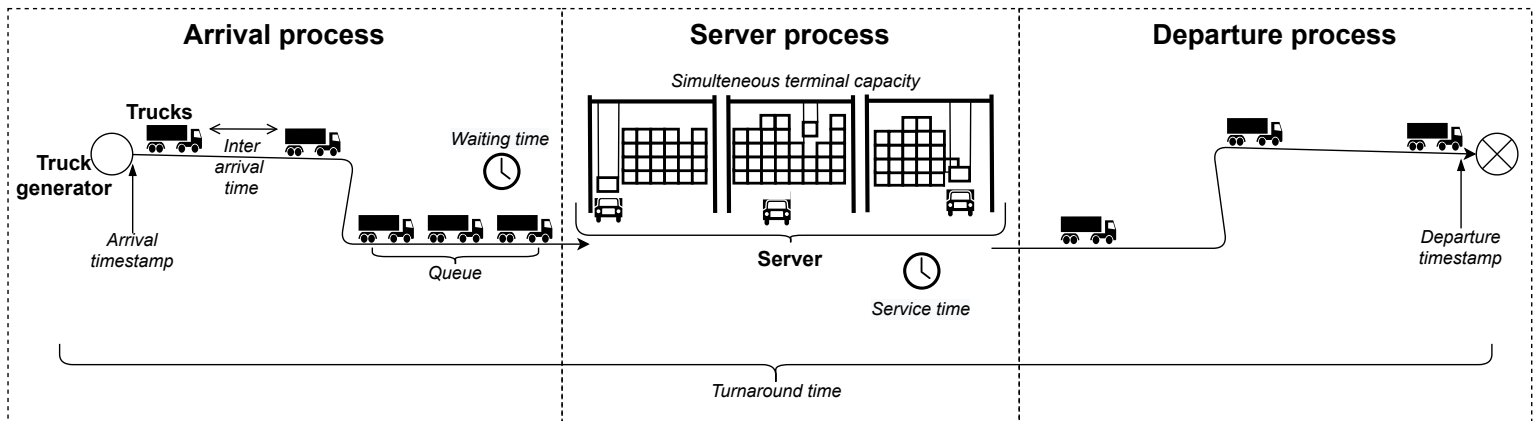 Arrival process
Server process
Departure process
Simulteneous terminal capacity
Trucks
Inter
arrival
time
Waiting time
Truck
generator
Arrival
timestamp
Queue
Server
Service time
Departure
timestamp
Turnaround time